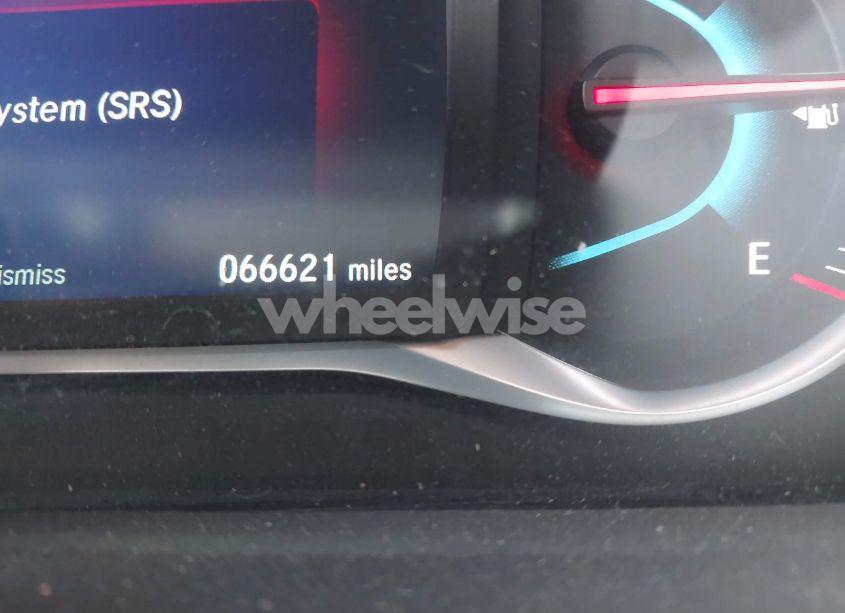 ystem (SRS)
ismiss
066621 miles
E
wheelwise